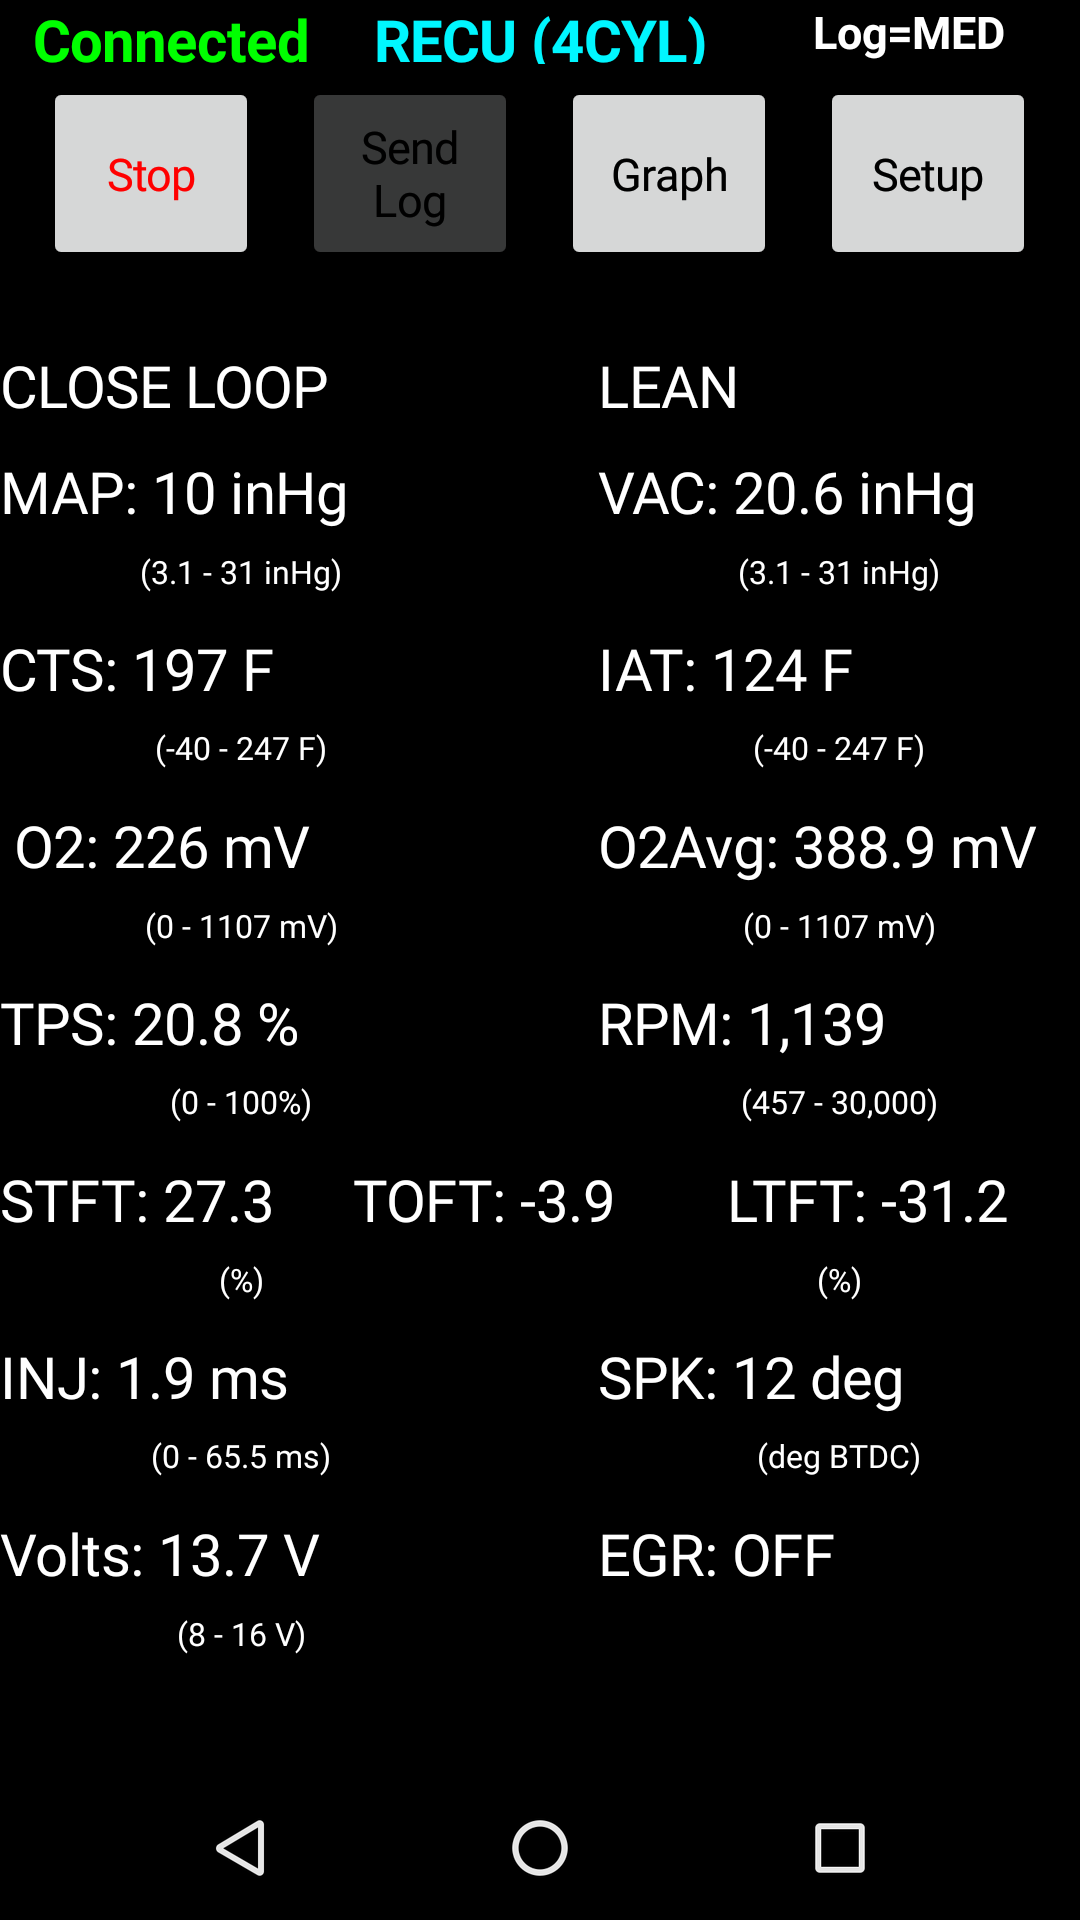 Connected RECU (4CYL) Log=MED
Stop Send Log Graph Setup
CLOSE LOOP LEAN
MAP: 10 inHg VAC: 20.6 inHg
(3.1 - 31 inHg) (3.1 - 31 inHg)
CTS: 197 F IAT: 124 F
(-40 - 247 F) (-40 - 247 F)
O2: 226 mV O2Avg: 388.9 mV
(0 - 1107 mV) (0 - 1107 mV)
TPS: 20.8 % RPM: 1,139
(0 - 100%) (457 - 30,000)
STFT: 27.3 TOFT: -3.9 LTFT: -31.2
(%) (%)
INJ: 1.9 ms SPK: 12 deg
(0 - 65.5 ms) (deg BTDC)
Volts: 13.7 V EGR: OFF
(8 - 16 V)